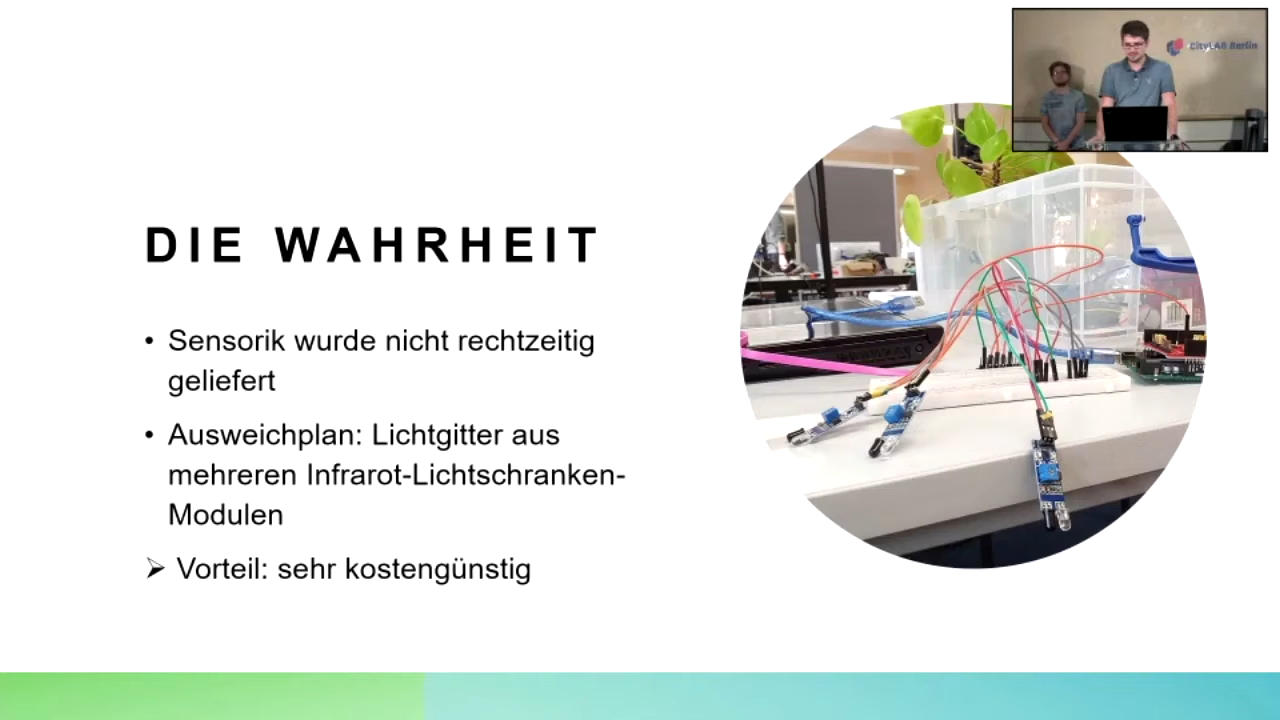 CityLAB Berlin
DIE WAHRHEIT
• Sensorik wurde nicht rechtzeitig
geliefert
• Ausweichplan: Lichtgitter aus
mehreren Infrarot-Lichtschranken-
Modulen
➢ Vorteil: sehr kostengünstig